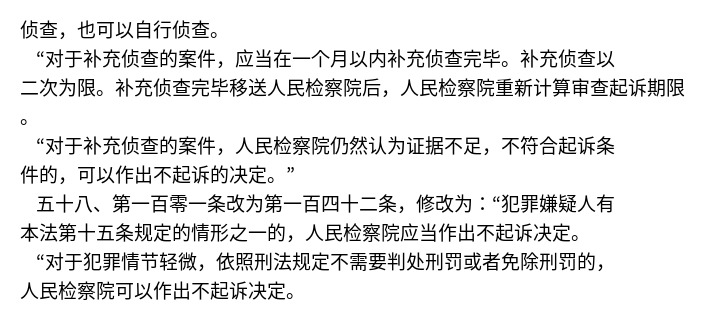 侦查，也可以自行侦查。
“对于补充侦查的案件，应当在一个月以内补充侦查完毕。补充侦查以
二次为限。补充侦查完毕移送人民检察院后，人民检察院重新计算审查起诉期限
。
“对于补充侦查的案件，人民检察院仍然认为证据不足，不符合起诉条
件的，可以作出不起诉的决定。”
五十八、第一百零一条改为第一百四十二条，修改为：“犯罪嫌疑人有
本法第十五条规定的情形之一的，人民检察院应当作出不起诉决定。
“对于犯罪情节轻微，依照刑法规定不需要判处刑罚或者免除刑罚的，
人民检察院可以作出不起诉决定。